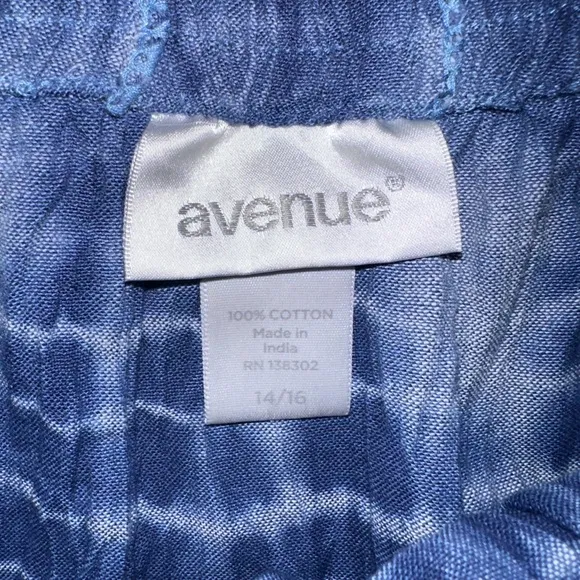 avenue®
100% COTTON
Made in
India
RN 138302
14/16